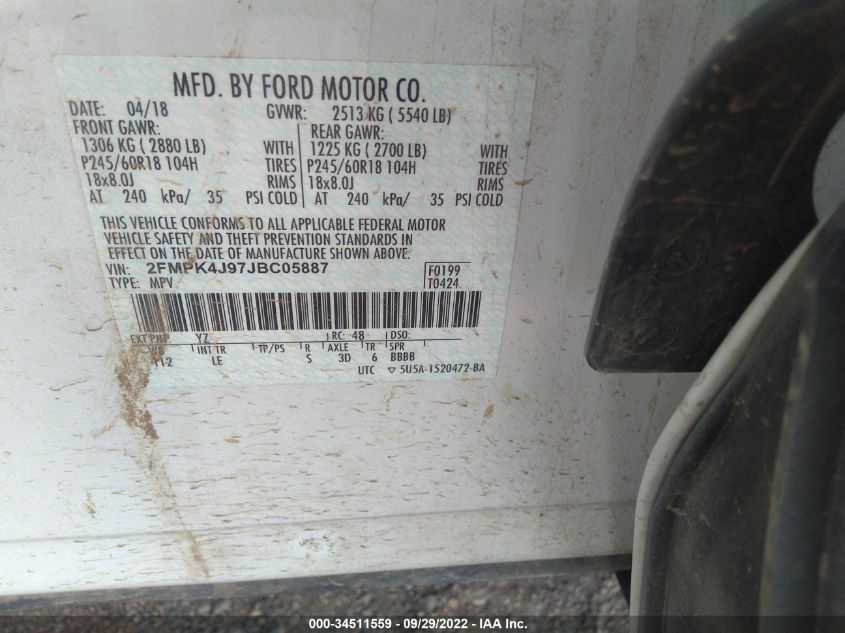 MFD. BY FORD MOTOR CO.
DATE: 04/18 GVWR: 2513 KG ( 5540 LB)
FRONT GAWR: REAR GAWR:
1306 KG ( 2880 LB) WITH 1225 KG ( 2700 LB) WITH
P245/60R18 104H TIRES P245/60R18 104H TIRES
18x8.0J RIMS 18x8.0J RIMS
AT 240 kPa/ 35 PSI COLD AT 240 kPa/ 35 PSI COLD
THIS VEHICLE CONFORMS TO ALL APPLICABLE FEDERAL MOTOR
VEHICLE SAFETY AND THEFT PREVENTION STANDARDS IN
EFFECT ON THE DATE OF MANUFACTURE SHOWN ABOVE.
VIN: 2FMPK4J97JBC05887 F0199
TYPE: MPV T0424
EXT PNT: YZ RC: 48 DSO:
WB INT TR TP/PS R AXLE TR SPR
112 LE S 3D 6 BBBB
UTC ▽ 5U5A-1520472-BA
000-34511559 - 09/29/2022 - IAA Inc.